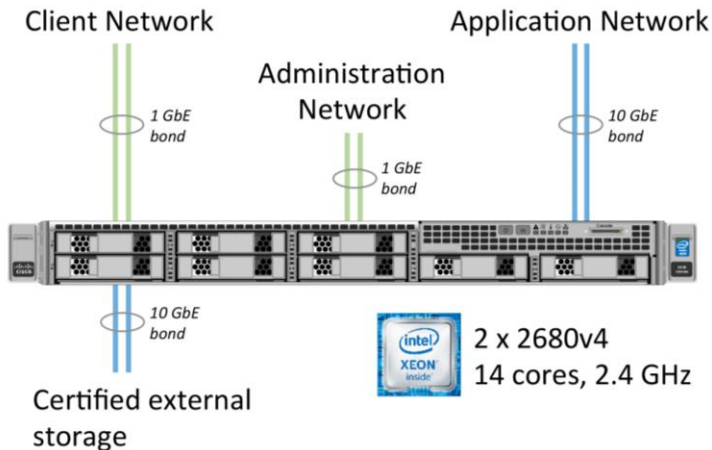 Client Network
Application Network
Administration
Network
1 GbE
bond
10 GbE
bond
1 GbE
bond
CISCO
10 GbE
bond
intel
XEON
inside
2 x 2680v4
14 cores, 2.4 GHz
Certified external
storage